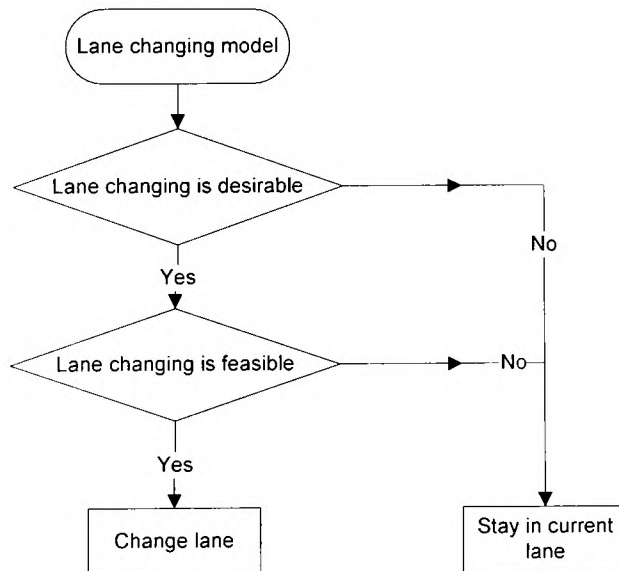 Lane changing model
Lane changing is desirable
No
Yes
Lane changing is feasible
No
Yes
Change lane
Stay in current
lane